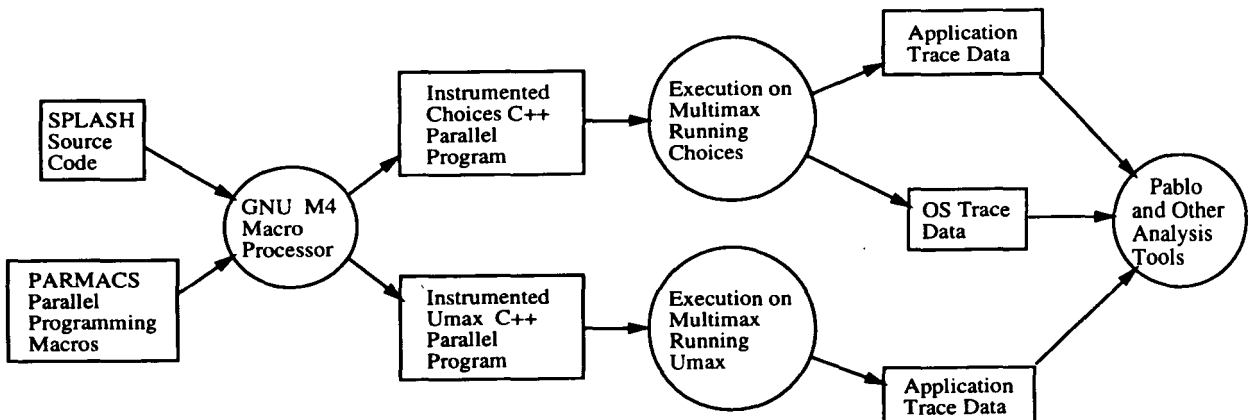 SPLASH
Source
Code
PARMACS
Parallel
Programming
Macros
GNU M4
Macro
Processor
Instrumented
Choices C++
Parallel
Program
Instrumented
Umax C++
Parallel
Program
Execution on
Multimax
Running
Choices
Execution on
Multimax
Running
Umax
Application
Trace Data
OS Trace
Data
Application
Trace Data
Pablo
and Other
Analysis
Tools